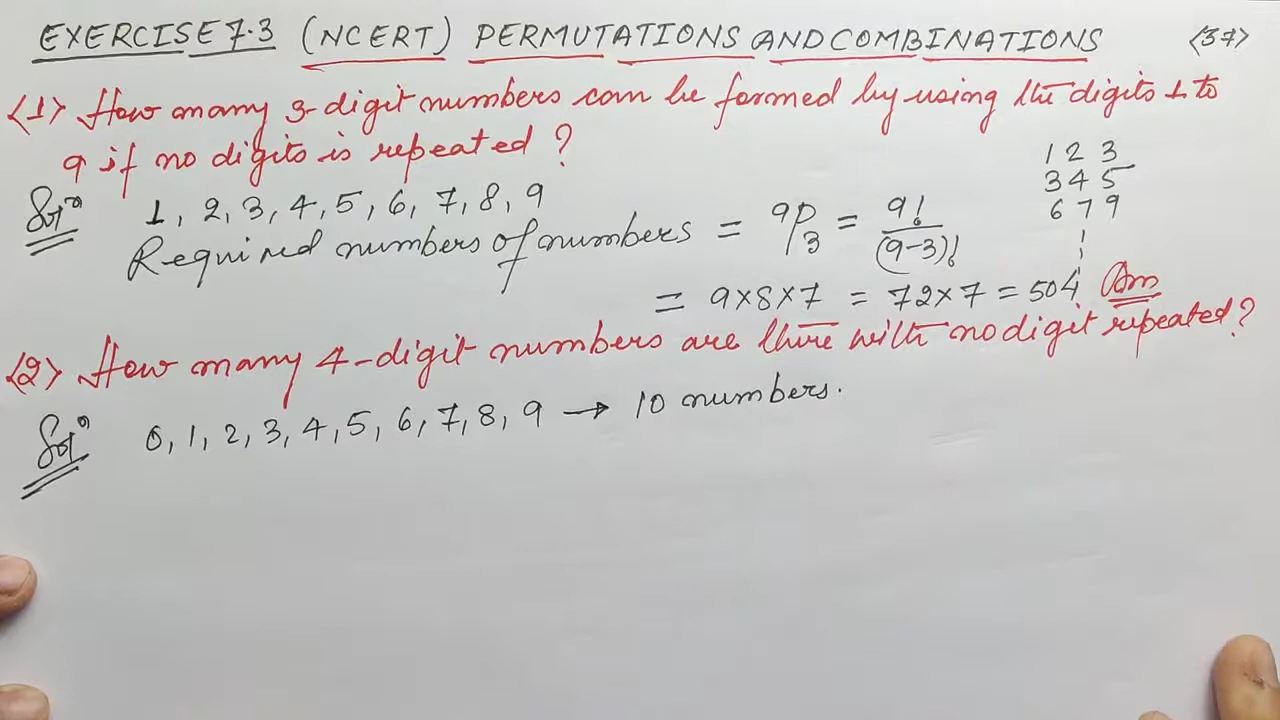 EXERCISE 7.3 (NCERT) PERMUTATIONS AND COMBINATIONS <37>
<1> How many 3-digit numbers can be formed by using the digits 1 to
9 if no digits is repeated?
Solⁿ 1, 2, 3, 4, 5, 6, 7, 8, 9
1 2 3
3 4 5
6 7 9
Required numbers of numbers = ⁹P₃ = 9!/(9-3)!
= 9×8×7 = 72×7 = 504 Ans
<2> How many 4-digit numbers are there with no digit repeated?
Solⁿ 0, 1, 2, 3, 4, 5, 6, 7, 8, 9 → 10 numbers.